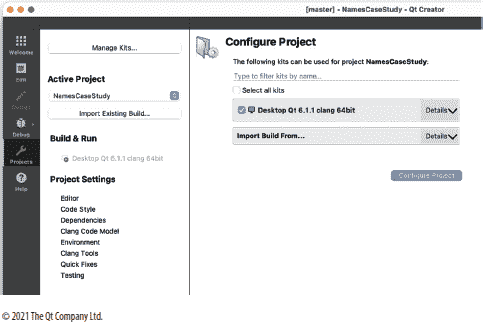 [master] - NamesCaseStudy - Qt Creator
Welcome
Edit
Design
Debug
Projects
Help
Manage Kits...
Active Project
NamesCaseStudy
Import Existing Build...
Build & Run
Desktop Qt 6.1.1 clang 64bit
Project Settings
Editor
Code Style
Dependencies
Clang Code Model
Environment
Clang Tools
Quick Fixes
Testing
Configure Project
The following kits can be used for project NamesCaseStudy:
Type to filter kits by name...
Select all kits
Desktop Qt 6.1.1 clang 64bit
Details
Import Build From...
Details
Configure Project
© 2021 The Qt Company Ltd.